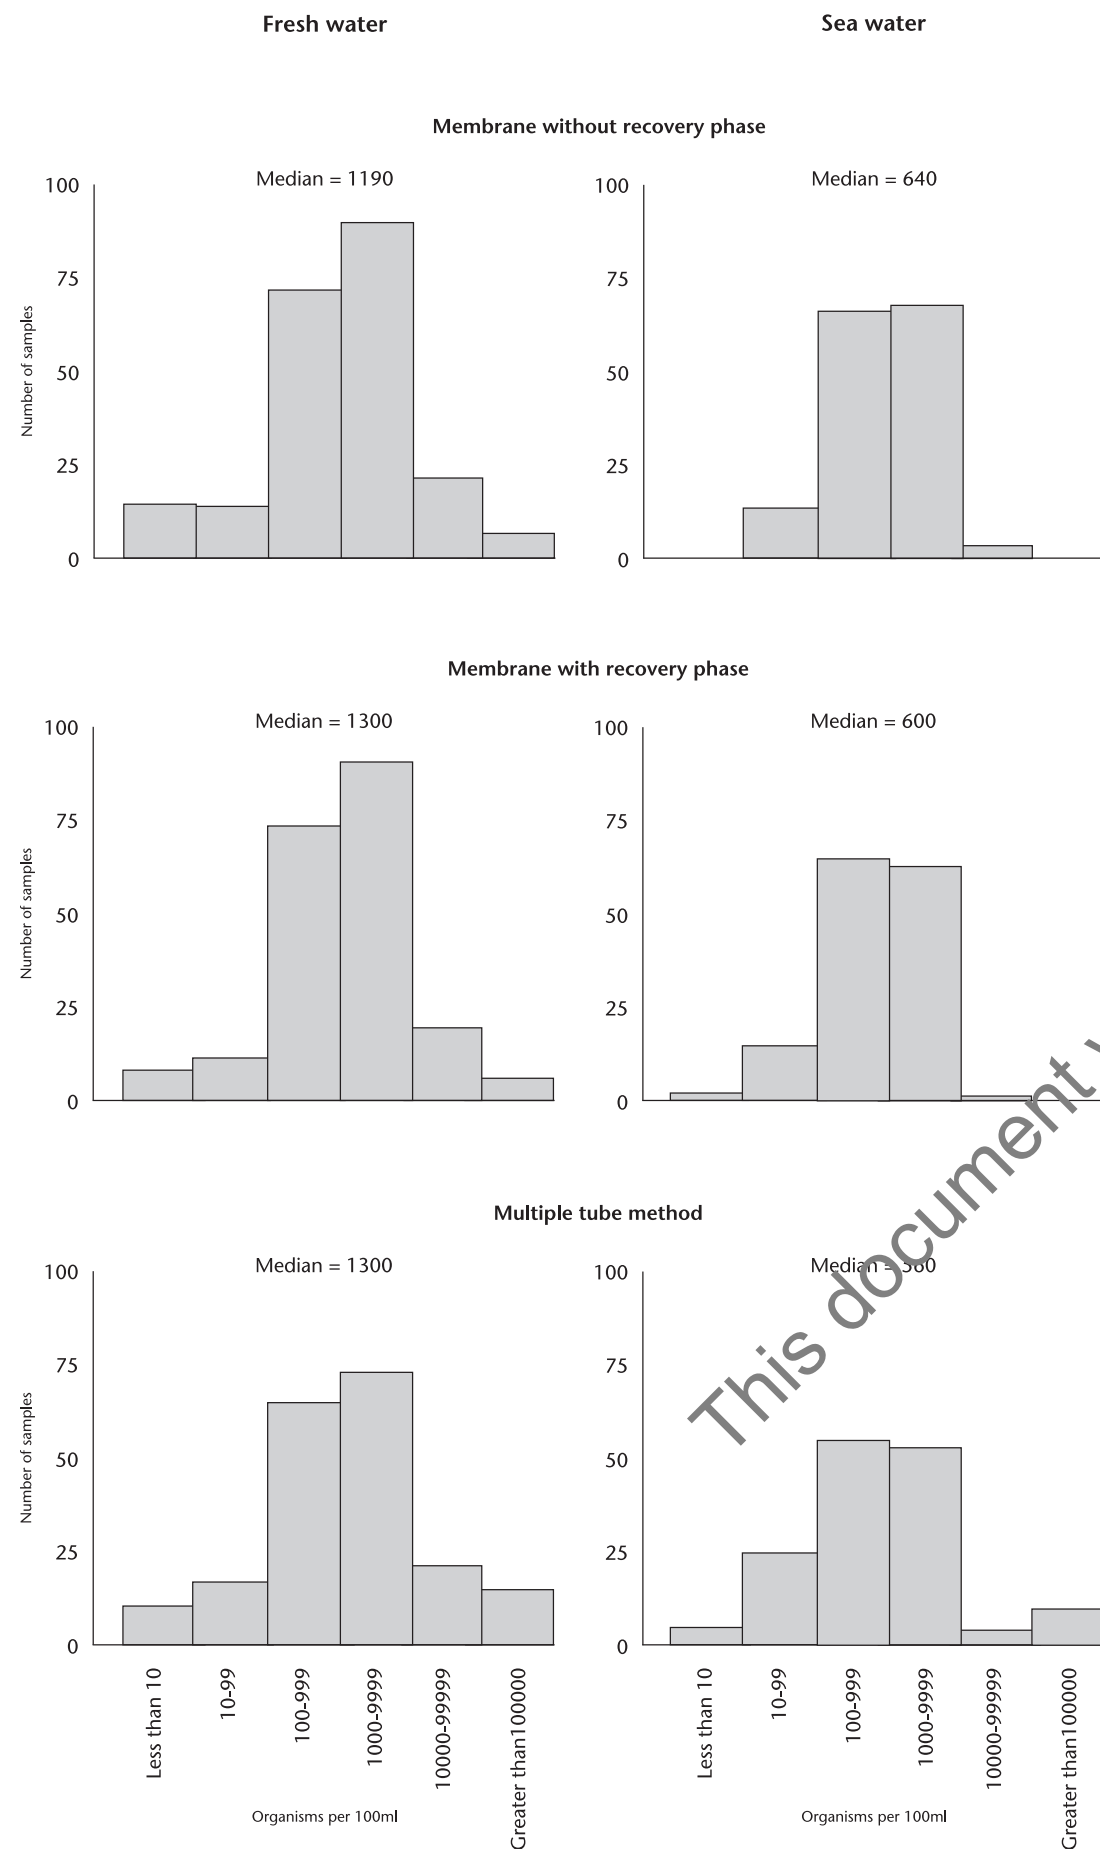 Fresh water
Sea water
Membrane without recovery phase
Median = 1190
Median = 640
100
75
50
25
0
Number of samples
100
75
50
25
0
Membrane with recovery phase
Median = 1300
Median = 600
100
75
50
25
0
Number of samples
100
75
50
25
0
Multiple tube method
Median = 1300
Median = 560
100
75
50
25
0
Number of samples
100
75
50
25
0
Less than 10
10-99
100-999
1000-9999
10000-99999
Greater than100000
Less than 10
10-99
100-999
1000-9999
10000-99999
Greater than100000
Organisms per 100ml
Organisms per 100ml
This document